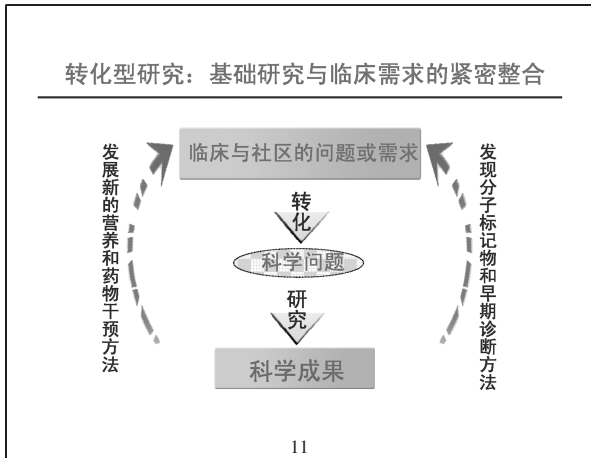 转化型研究：基础研究与临床需求的紧密整合
临床与社区的问题或需求
发展新的营养和药物干预方法
转化
科学问题
研究
科学成果
发现分子标记物和早期诊断方法
11